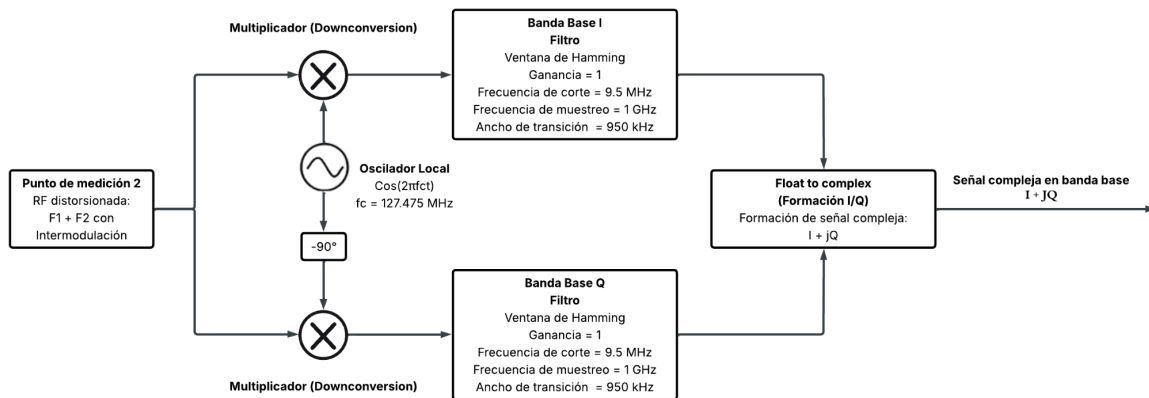 Multiplicador (Downconversion)
Banda Base I
Filtro
Ventana de Hamming
Ganancia = 1
Frecuencia de corte = 9.5 MHz
Frecuencia de muestreo = 1 GHz
Ancho de transición = 950 kHz
Punto de medición 2
RF distorsionada:
F1 + F2 con
Intermodulación
Oscilador Local
Cos(2πfct)
fc = 127.475 MHz
-90°
Float to complex
(Formación I/Q)
Formación de señal compleja:
I + jQ
Señal compleja en banda base
I + JQ
Banda Base Q
Filtro
Ventana de Hamming
Ganancia = 1
Frecuencia de corte = 9.5 MHz
Frecuencia de muestreo = 1 GHz
Ancho de transición = 950 kHz
Multiplicador (Downconversion)